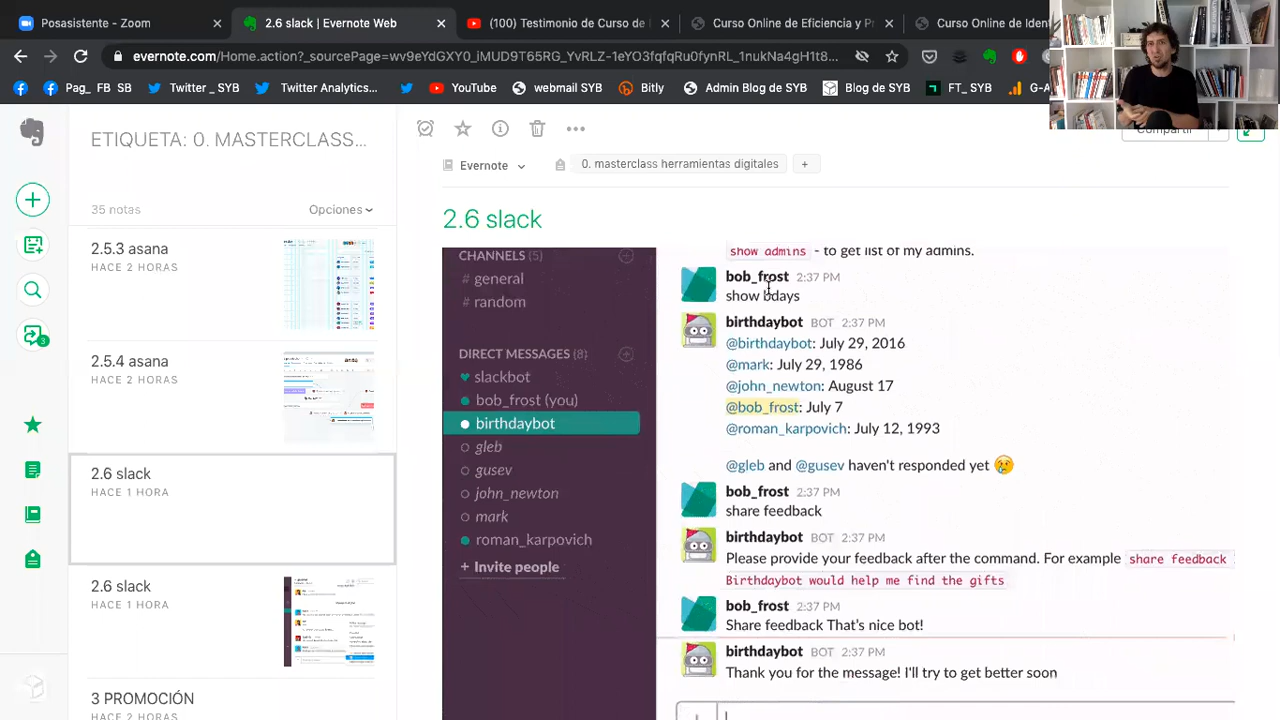 Posasistente - Zoom
2.6 slack | Evernote Web
(100) Testimonio de Curso de
Curso Online de Eficiencia y Pr
Curso Online de Ident
evernote.com/Home.action?_sourcePage=
Pag_ FB SB
Twitter _ SYB
Twitter Analytics...
YouTube
webmail SYB
Bitly
Admin Blog de SYB
Blog de SYB
FT_ SYB
G-A
ETIQUETA: 0. MASTERCLASS...
35 notas
Opciones
2.5.3 asana
HACE 2 HORAS
2.5.4 asana
HACE 2 HORAS
2.6 slack
HACE 1 HORA
2.6 slack
HACE 1 HORA
3 PROMOCIÓN
HACE 2 HORAS
3
Compartir
Evernote
0. masterclass herramientas digitales
+
2.6 slack
CHANNELS (5)
# general
# random
DIRECT MESSAGES (8)
slackbot
bob_frost (you)
birthdaybot
gleb
gusev
john_newton
mark
roman_karpovich
+ Invite people
show admins - to get list of my admins.
bob_frost 2:37 PM
show bdays
birthdaybot BOT 2:37 PM
@birthdaybot: July 29, 2016
@mark: July 29, 1986
@john_newton: August 17
@bob_frost: July 7
@roman_karpovich: July 12, 1993
@gleb and @gusev haven't responded yet
bob_frost 2:37 PM
share feedback
birthdaybot BOT 2:37 PM
Please provide your feedback after the command. For example share feedback
Birthdaybot would help me find the gifts
bob_frost 2:37 PM
Share feedback That's nice bot!
birthdaybot BOT 2:37 PM
Thank you for the message! I'll try to get better soon